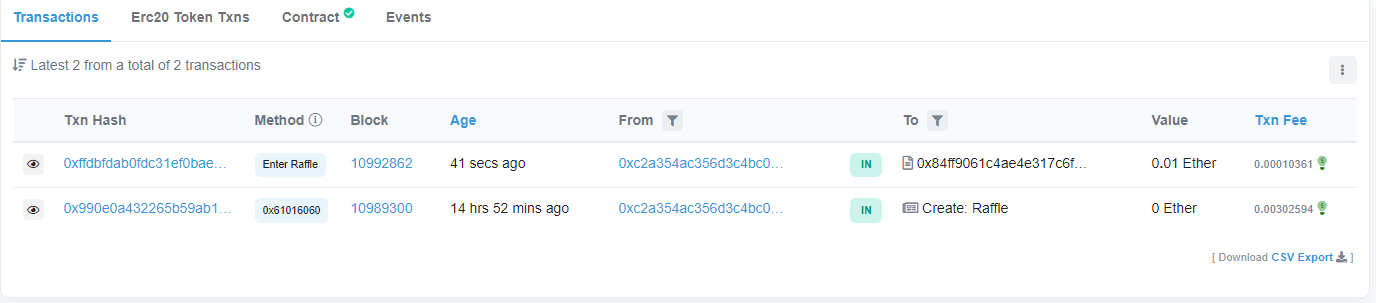 Transactions Erc20 Token Txns Contract Events
Latest 2 from a total of 2 transactions
Txn Hash Method Block Age From To Value Txn Fee
0xffdbfdab0fdc31ef0bae... Enter Raffle 10992862 41 secs ago 0xc2a354ac356d3c4bc0... IN 0x84ff9061c4ae4e317c6f... 0.01 Ether 0.00010361
0x990e0a432265b59ab1... 0x61016060 10989300 14 hrs 52 mins ago 0xc2a354ac356d3c4bc0... IN Create: Raffle 0 Ether 0.00302594
[ Download CSV Export ]